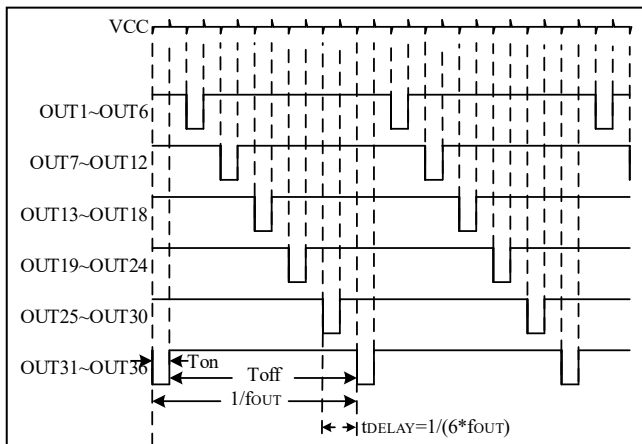 VCC
OUT1~OUT6
OUT7~OUT12
OUT13~OUT18
OUT19~OUT24
OUT25~OUT30
OUT31~OUT36
Ton
Toff
1/fOUT
tDELAY=1/(6*fOUT)